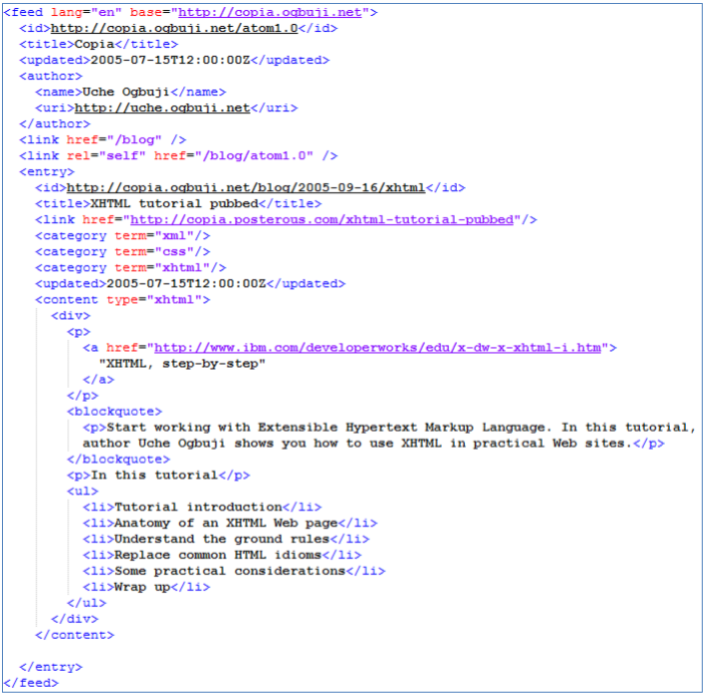 <feed lang="en" base="http://copia.ogbuji.net">
<id>http://copia.ogbuji.net/atom1.0</id>
<title>Copia</title>
<updated>2005-07-15T12:00:00Z</updated>
<author>
<name>Uche Ogbuji</name>
<uri>http://uche.ogbuji.net</uri>
</author>
<link href="/blog" />
<link rel="self" href="/blog/atom1.0" />
<entry>
<id>http://copia.ogbuji.net/blog/2005-09-16/xhtml</id>
<title>XHTML tutorial pubbed</title>
<link href="http://copia.posterous.com/xhtml-tutorial-pubbed"/>
<category term="xml"/>
<category term="css"/>
<category term="xhtml"/>
<updated>2005-07-15T12:00:00Z</updated>
<content type="xhtml">
<div>
<p>
<a href="http://www.ibm.com/developerworks/edu/x-dw-x-xhtml-i.htm">
"XHTML, step-by-step"
</a>
</p>
<blockquote>
<p>Start working with Extensible Hypertext Markup Language. In this tutorial,
author Uche Ogbuji shows you how to use XHTML in practical Web sites.</p>
</blockquote>
<p>In this tutorial</p>
<ul>
<li>Tutorial introduction</li>
<li>Anatomy of an XHTML Web page</li>
<li>Understand the ground rules</li>
<li>Replace common HTML idioms</li>
<li>Some practical considerations</li>
<li>Wrap up</li>
</ul>
</div>
</content>
</entry>
</feed>